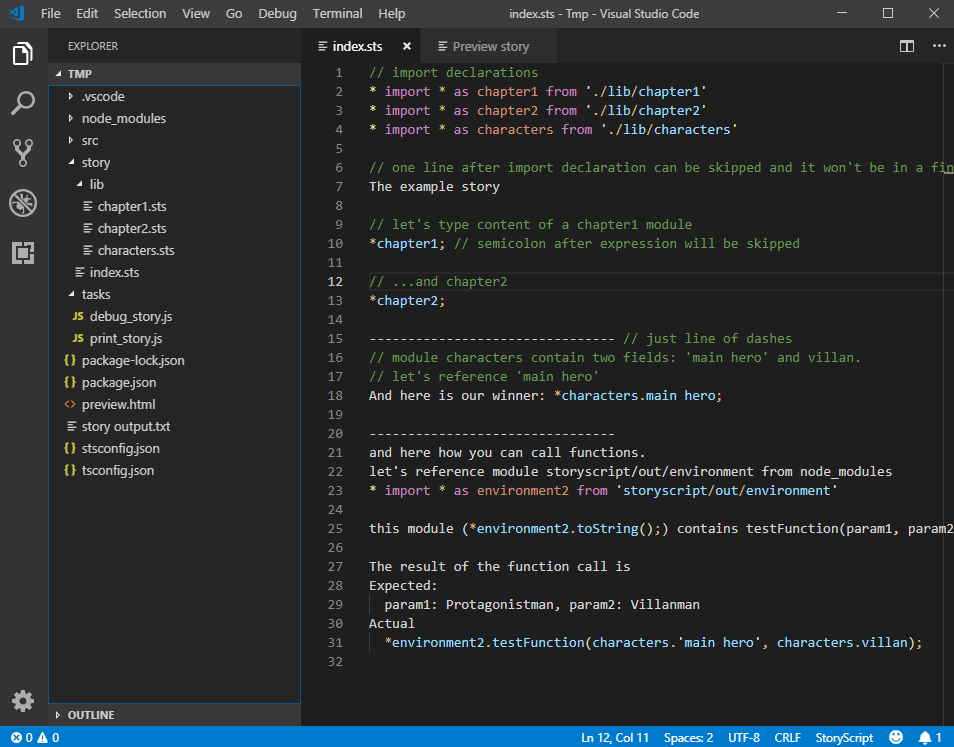 File Edit Selection View Go Debug Terminal Help index.sts - Tmp - Visual Studio Code
EXPLORER
TMP
.vscode
node_modules
src
story
lib
chapter1.sts
chapter2.sts
characters.sts
index.sts
tasks
JS debug_story.js
JS print_story.js
{} package-lock.json
{} package.json
<> preview.html
story output.txt
{} stsconfig.json
{} tsconfig.json
OUTLINE
index.sts × Preview story ···
1 // import declarations
2 * import * as chapter1 from './lib/chapter1'
3 * import * as chapter2 from './lib/chapter2'
4 * import * as characters from './lib/characters'
5
6 // one line after import declaration can be skipped and it won't be in a fin
7 The example story
8
9 // let's type content of a chapter1 module
10 *chapter1; // semicolon after expression will be skipped
11
12 // ...and chapter2
13 *chapter2;
14
15 -------------------------------- // just line of dashes
16 // module characters contain two fields: 'main hero' and villan.
17 // let's reference 'main hero'
18 And here is our winner: *characters.main hero;
19
20 --------------------------------
21 and here how you can call functions.
22 let's reference module storyscript/out/environment from node_modules
23 * import * as environment2 from 'storyscript/out/environment'
24
25 this module (*environment2.toString();) contains testFunction(param1, param2
26
27 The result of the function call is
28 Expected:
29 param1: Protagonistman, param2: Villanman
30 Actual
31 *environment2.testFunction(characters.'main hero', characters.villan);
32
0 0 Ln 12, Col 11 Spaces: 2 UTF-8 CRLF StoryScript 1